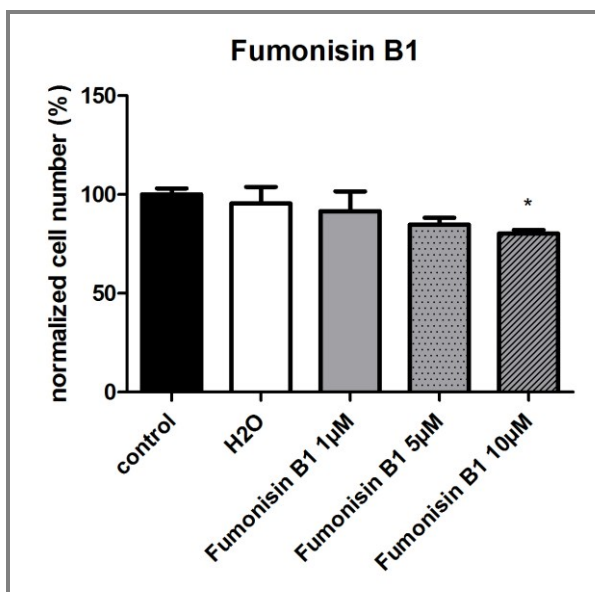 Fumonisin B1
normalized cell number (%)
150
100
50
0
*
control
H2O
Fumonisin B1 1µM
Fumonisin B1 5µM
Fumonisin B1 10µM